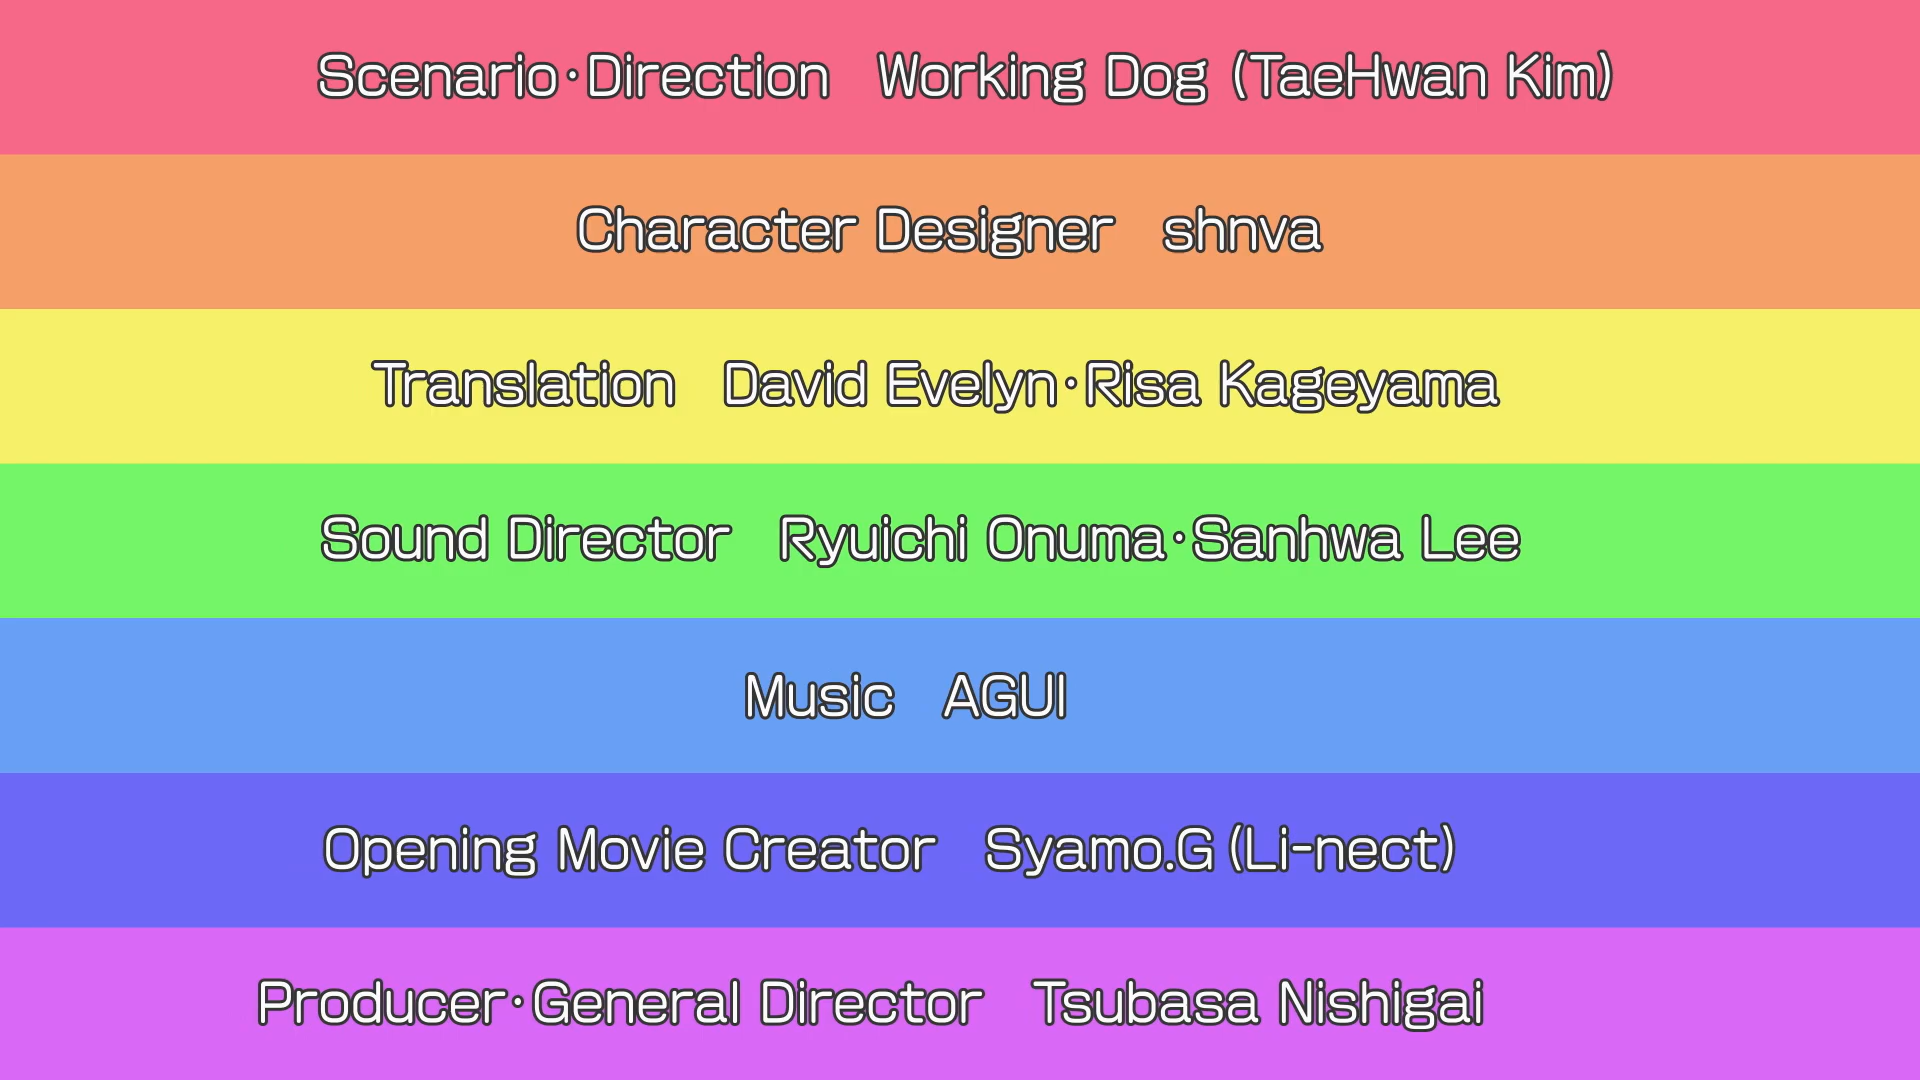 Scenario·Direction　Working Dog (TaeHwan Kim)
Character Designer　shnva
Translation　David Evelyn·Risa Kageyama
Sound Director　Ryuichi Onuma·Sanhwa Lee
Music　AGUI
Opening Movie Creator　Syamo.G (Li-nect)
Producer·General Director　Tsubasa Nishigai